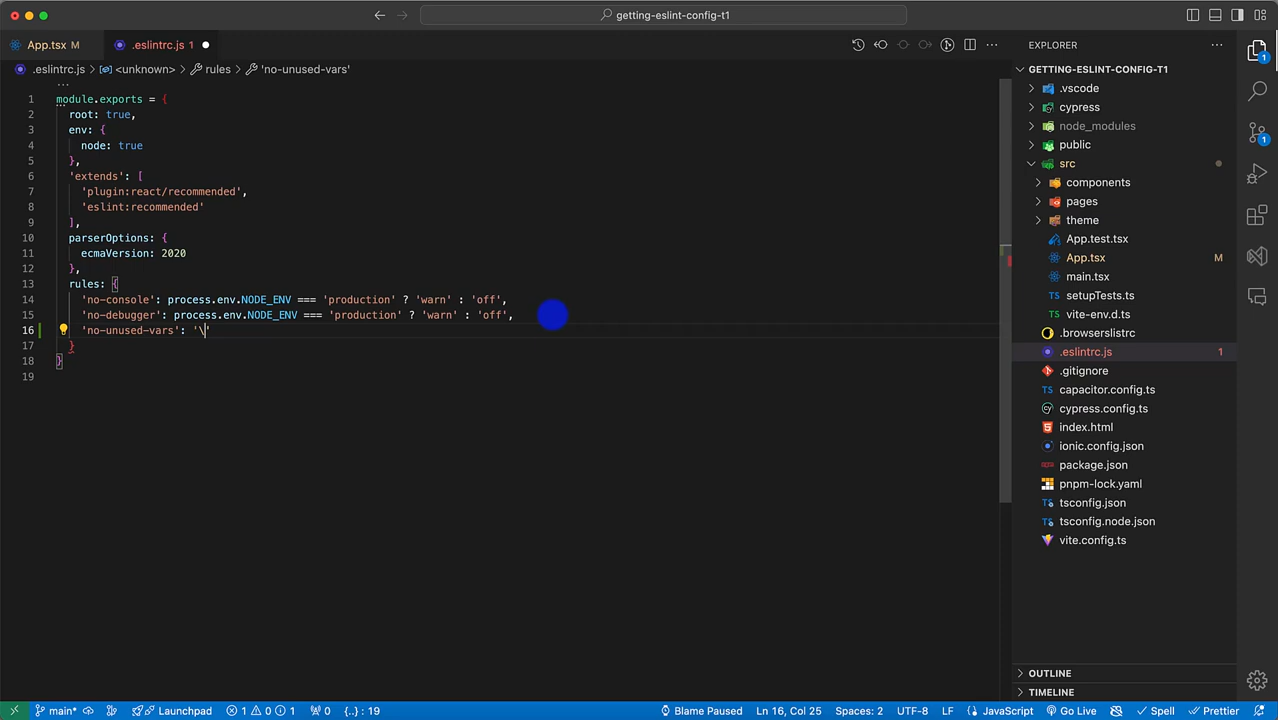 getting-eslint-config-t1
App.tsx M
.eslintrc.js 1
.eslintrc.js > <unknown> > rules > 'no-unused-vars'
...
1 module.exports = {
2 root: true,
3 env: {
4 node: true
5 },
6 'extends': [
7 'plugin:react/recommended',
8 'eslint:recommended'
9 ],
10 parserOptions: {
11 ecmaVersion: 2020
12 },
13 rules: {
14 'no-console': process.env.NODE_ENV === 'production' ? 'warn' : 'off',
15 'no-debugger': process.env.NODE_ENV === 'production' ? 'warn' : 'off',
16 'no-unused-vars': '\'
17 }
18 }
19
EXPLORER
GETTING-ESLINT-CONFIG-T1
.vscode
cypress
node_modules
public
src
components
pages
theme
App.test.tsx
App.tsx M
main.tsx
setupTests.ts
vite-env.d.ts
.browserslistrc
.eslintrc.js 1
.gitignore
capacitor.config.ts
cypress.config.ts
index.html
ionic.config.json
package.json
pnpm-lock.yaml
tsconfig.json
tsconfig.node.json
vite.config.ts
OUTLINE
TIMELINE
1
1
main* Launchpad 1 0 1 0 {..} : 19 Blame Paused Ln 16, Col 25 Spaces: 2 UTF-8 LF JavaScript Go Live Spell Prettier